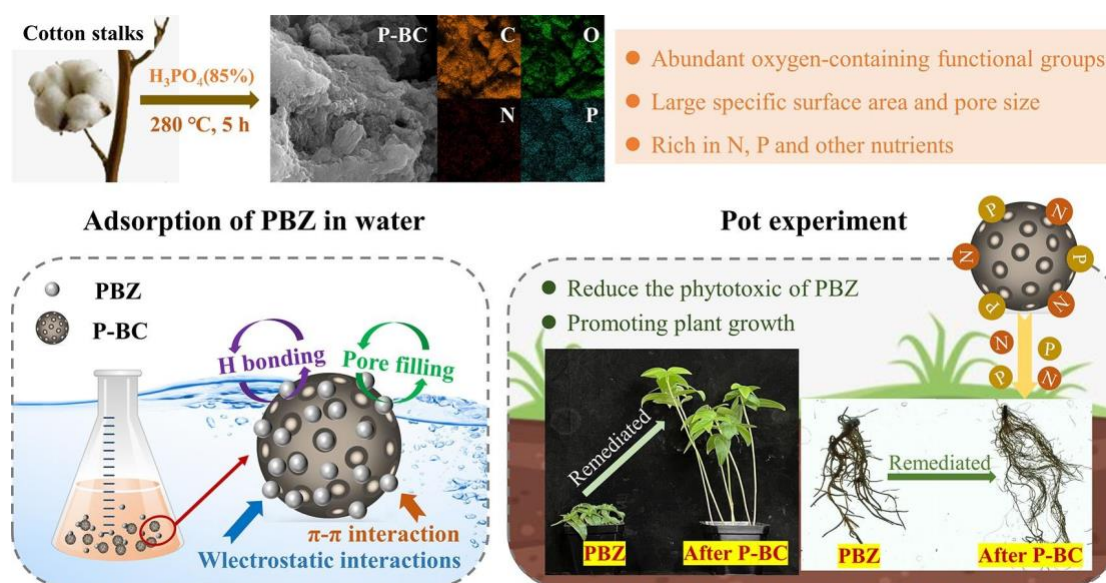 Cotton stalks
H₃PO₄(85%)
280 ℃, 5 h
P-BC
C
O
N
P
Abundant oxygen-containing functional groups
Large specific surface area and pore size
Rich in N, P and other nutrients
Adsorption of PBZ in water
PBZ
P-BC
H bonding
Pore filling
π-π interaction
Wlectrostatic interactions
Pot experiment
P
N
N
P
P
N
N
P
P
N
Reduce the phytotoxic of PBZ
Promoting plant growth
Remediated
PBZ
After P-BC
Remediated
PBZ
After P-BC